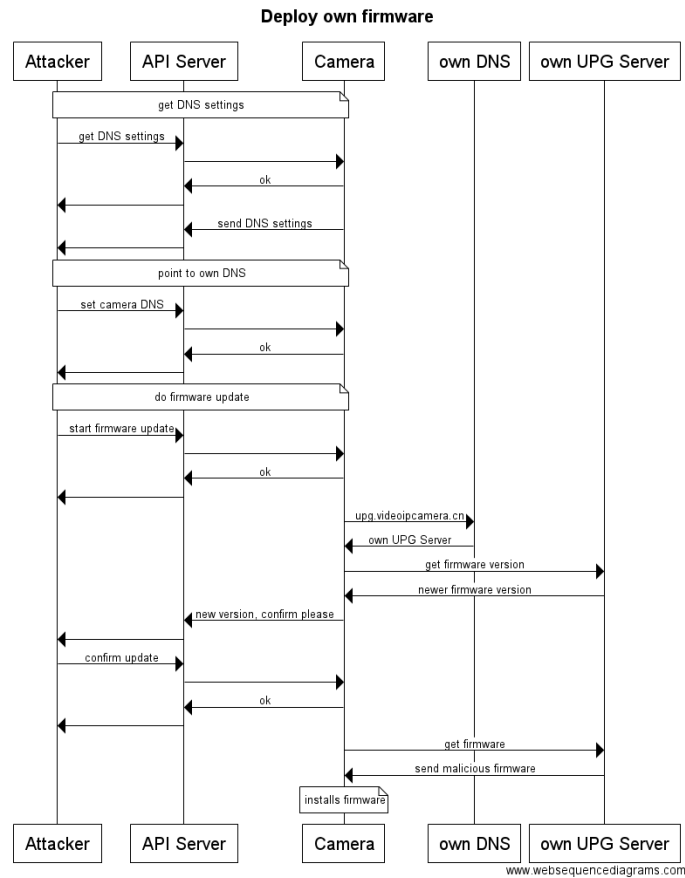 Deploy own firmware
Attacker API Server Camera own DNS own UPG Server
get DNS settings
get DNS settings
ok
send DNS settings
point to own DNS
set camera DNS
ok
do firmware update
start firmware update
ok
upg.videoipcamera.cn
own UPG Server
get firmware version
newer firmware version
new version, confirm please
confirm update
ok
get firmware
send malicious firmware
installs firmware
Attacker API Server Camera own DNS own UPG Server
www.websequencediagrams.com